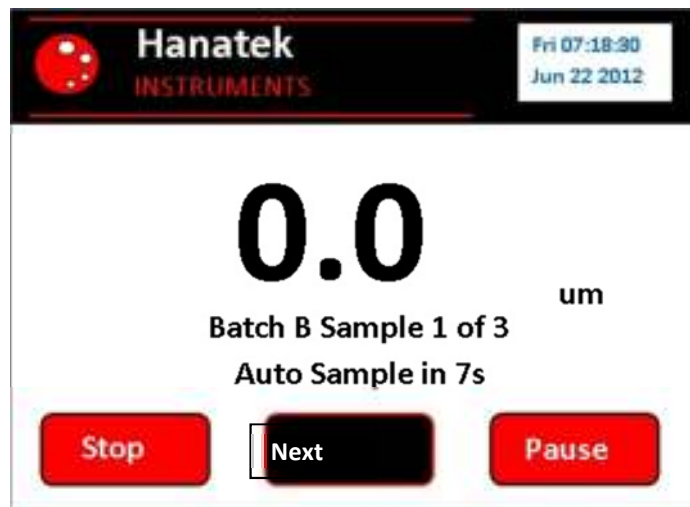 Hanatek
INSTRUMENTS
Fri 07:18:30
Jun 22 2012
0.0
um
Batch B Sample 1 of 3
Auto Sample in 7s
Stop
Next
Pause